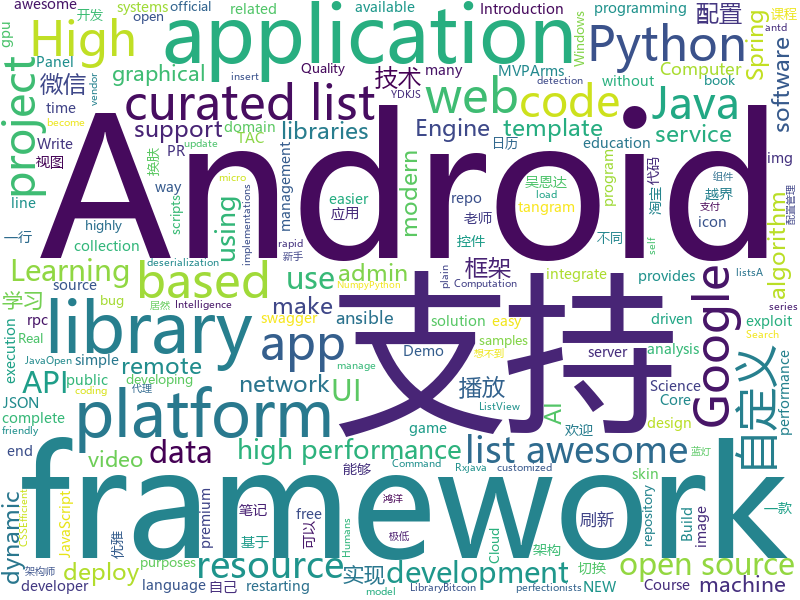 awesome
开发
systems
official
related
available
Introduction
programming
配置
Windows
课程
gpu
open
High
application
Python
antd
Panel
微信
graphical
curated list
技术
many
MVPArms
Spring
Computer
Quality
insert
vendor
YDKJS
detection
web
code
without
book
software
time
Write
support
domain
libraries
Engine
template
Java
service
project
视图
换肤
PR
TAC
update
become
management
日历
education
吴恩达
load
program
淘宝
代码
组件
支付
img
line
way
easier
repo
越界
highly
scripts
using
micro
implementations
应用
modern
老师
tangram
icon
algorithm
配置管理
一行
collection
rapid
新手
控件
不同
self
Learning
based
use
admin
框架
integrate
Google
学习
source
deserialization
居然
NumpyPython
plain
Computation
provides
listsA
series
bug
Real
Intelligence
make
swagger
ansible
solution
easy
samples
driven
exploit
自定义
execution
rpc
library
app
支持
Android
JavaOpen
simple
Demo
server
analysis
想不到
Search
API
remote
public
developing
代理
manage
network
UI
播放
AI
Science
Core
JSON
complete
coding
performance
platform
game
欢迎
design
friendly
end
data
high performance
list awesome
ListView
Command
Rxjava
customized
skin
蓝灯
video
能够
dynamic
framework
笔记
free
鸿洋
刷新
repository
Build
image
一款
CSSEfficient
JavaScript
优雅
premium
基于
可以
Humans
极低
Cloud
架构
deploy
resource
实现
development
切换
NEW
open source
架构师
developer
purposes
language
restarting
自己
model
LibraryBitcoin
perfectionists
Course
machine